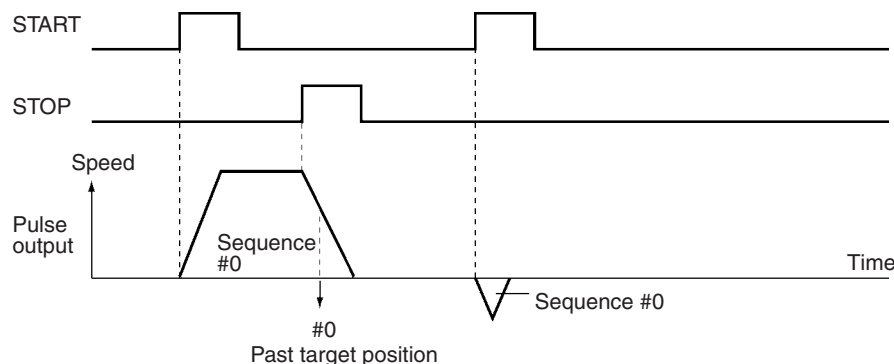 START
STOP
Speed
Pulse
output
Sequence
#0
Time
Sequence #0
#0
Past target position